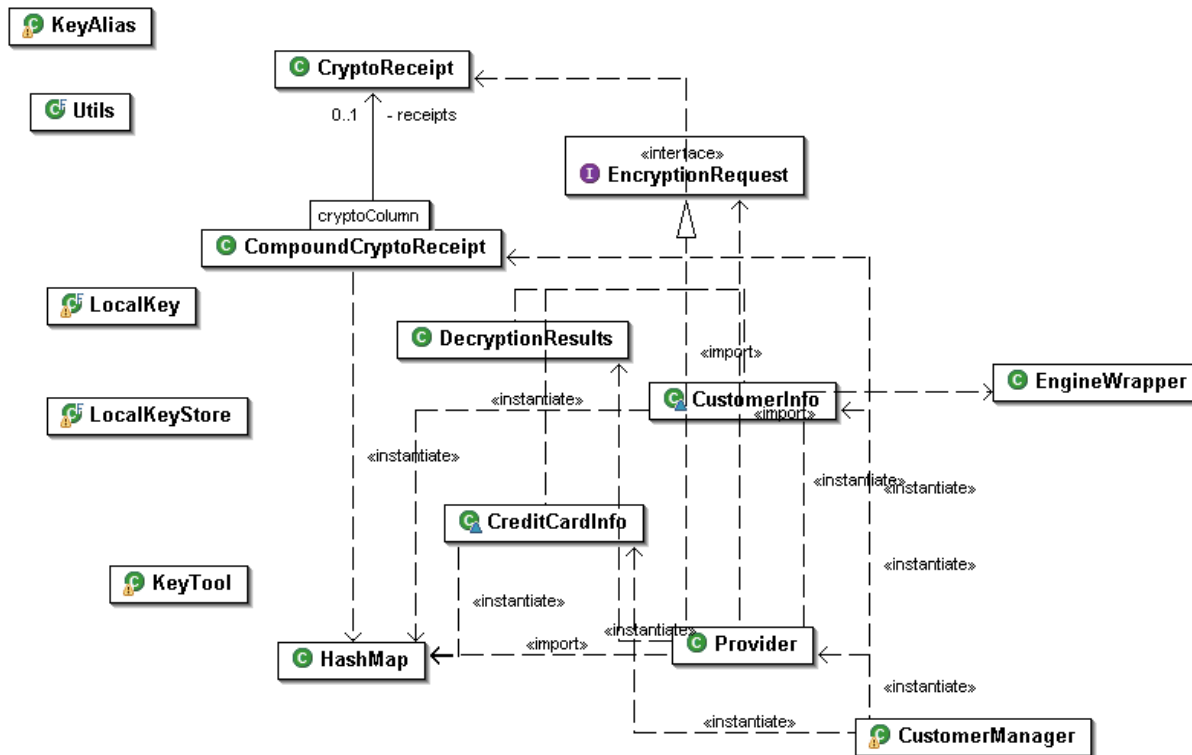 KeyAlias
CryptoReceipt
Utils
0..1 - receipts
«interface»
EncryptionRequest
cryptoColumn
CompoundCryptoReceipt
LocalKey
DecryptionResults
«import»
EngineWrapper
CustomerInfo
«instantiate»
«import»
LocalKeyStore
«instantiate»
«instantiate»
«instantiate»
CreditCardInfo
«instantiate»
KeyTool
«instantiate»
«instantiate»
«import»
Provider
HashMap
«instantiate»
«instantiate»
CustomerManager